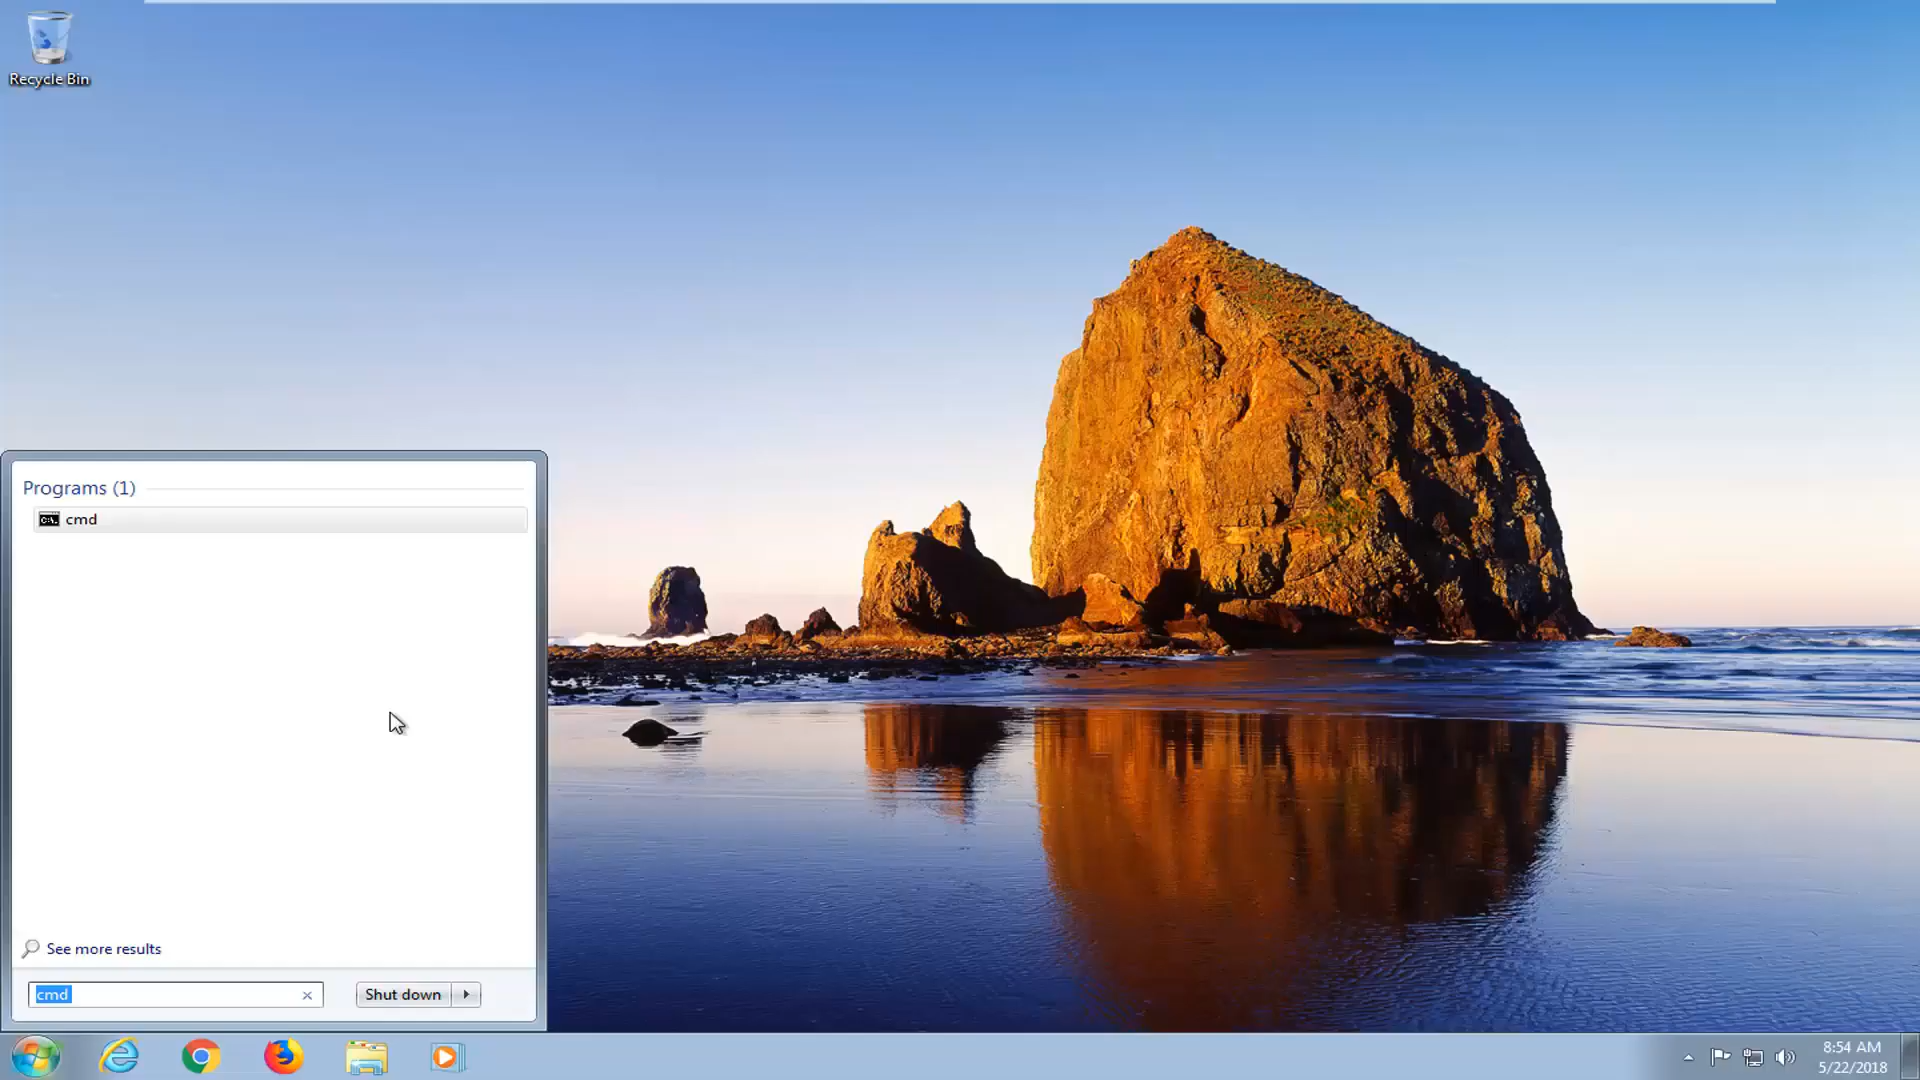 Recycle Bin
Programs (1)
cmd
See more results
cmd
Shut down
8:54 AM
5/22/2018